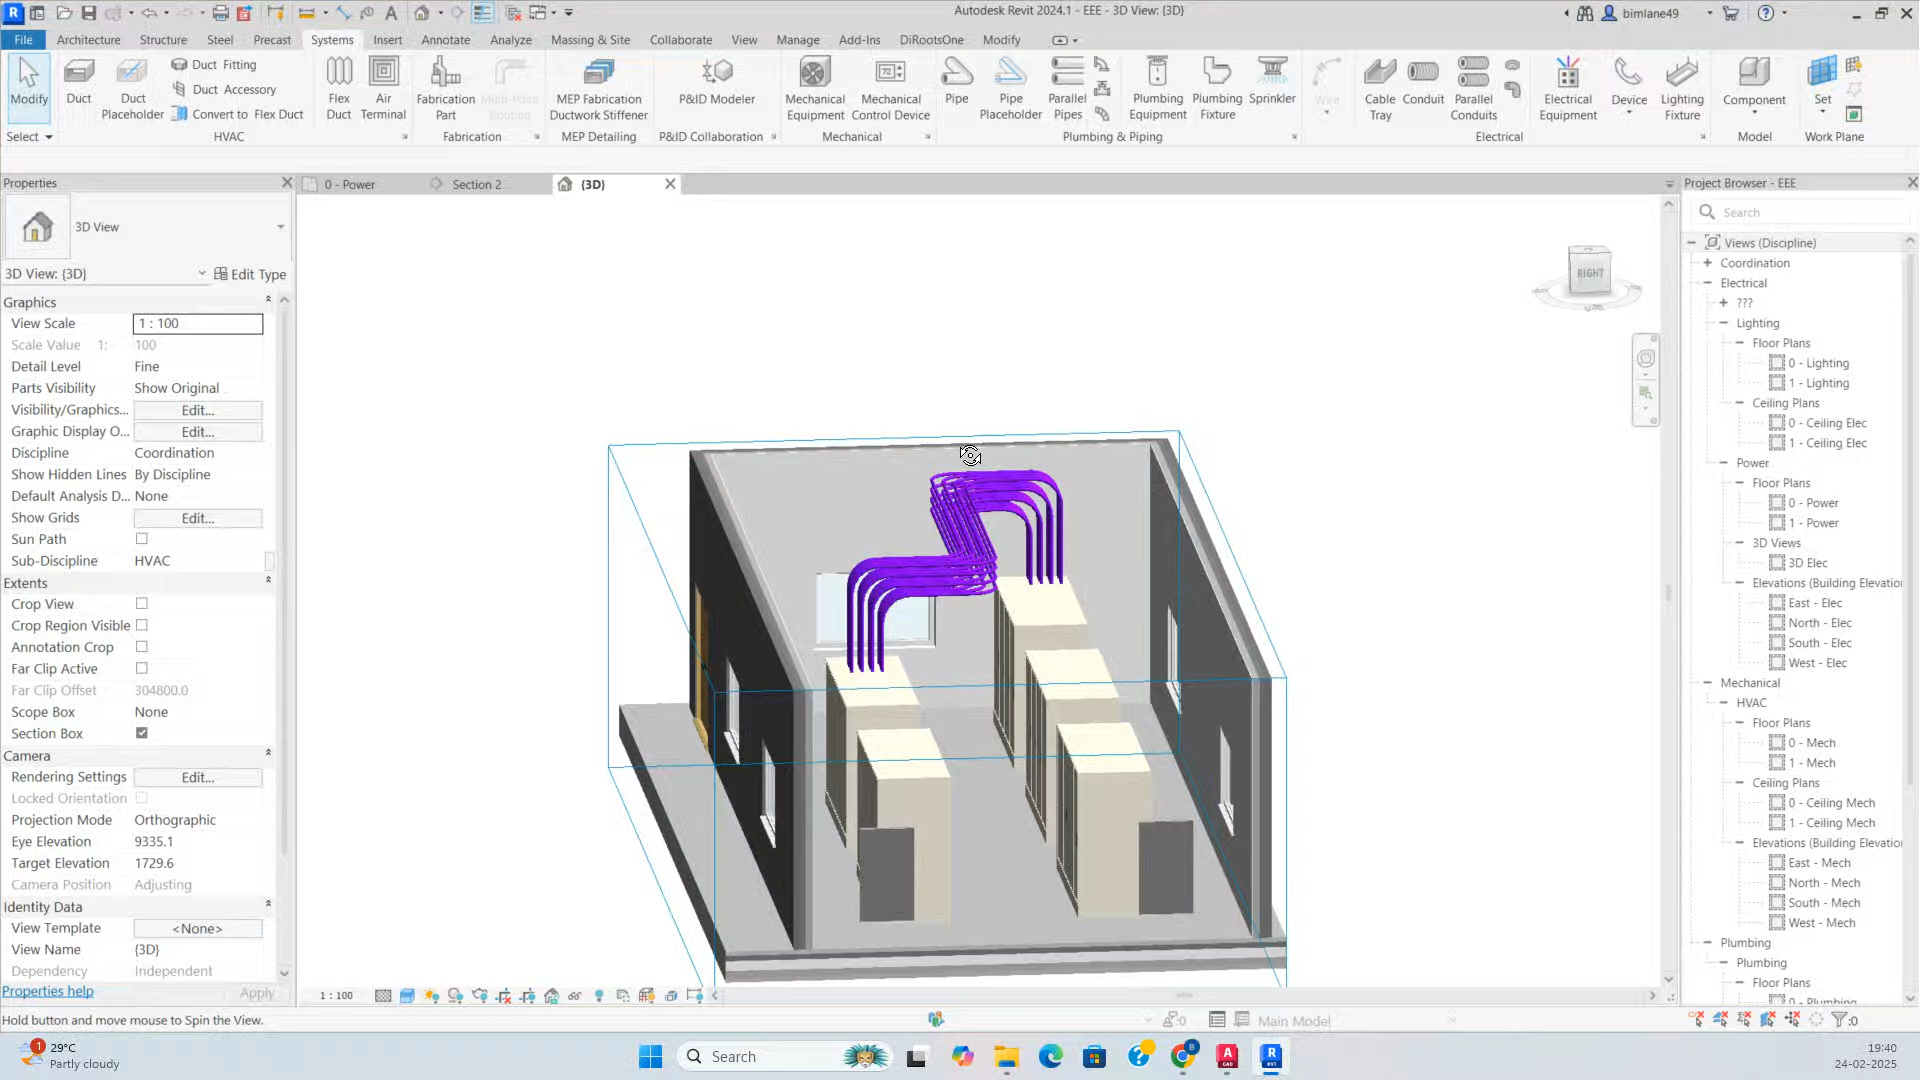 Autodesk Revit 2024.1 - EEE - 3D View: {3D}
bimlane49
File Architecture Structure Steel Precast Systems Insert Annotate Analyze Massing & Site Collaborate View Manage Add-Ins DiRootsOne Modify
Modify
Duct
Duct Placeholder
Duct Fitting
Duct Accessory
Convert to Flex Duct
Flex Duct
Air Terminal
Fabrication Part
Multi-Point Routing
MEP Fabrication Ductwork Stiffener
P&ID Modeler
Mechanical Equipment
Mechanical Control Device
Pipe
Pipe Placeholder
Parallel Pipes
Plumbing Equipment
Plumbing Fixture
Sprinkler
Wire
Cable Tray
Conduit
Parallel Conduits
Electrical Equipment
Device
Lighting Fixture
Component
Set
Select HVAC Fabrication MEP Detailing P&ID Collaboration Mechanical Plumbing & Piping Electrical Model Work Plane
Properties
0 - Power
Section 2
{3D}
Project Browser - EEE
3D View
3D View: {3D}
Edit Type
Graphics
View Scale 1 : 100
Scale Value 1: 100
Detail Level Fine
Parts Visibility Show Original
Visibility/Graphics... Edit...
Graphic Display O... Edit...
Discipline Coordination
Show Hidden Lines By Discipline
Default Analysis D... None
Show Grids Edit...
Sun Path
Sub-Discipline HVAC
Extents
Crop View
Crop Region Visible
Annotation Crop
Far Clip Active
Far Clip Offset 304800.0
Scope Box None
Section Box
Camera
Rendering Settings Edit...
Locked Orientation
Projection Mode Orthographic
Eye Elevation 9335.1
Target Elevation 1729.6
Camera Position Adjusting
Identity Data
View Template <None>
View Name {3D}
Dependency Independent
Properties help
Apply
RIGHT
Search
Views (Discipline)
Coordination
Electrical
???
Lighting
Floor Plans
0 - Lighting
1 - Lighting
Ceiling Plans
0 - Ceiling Elec
1 - Ceiling Elec
Power
Floor Plans
0 - Power
1 - Power
3D Views
3D Elec
Elevations (Building Elevation
East - Elec
North - Elec
South - Elec
West - Elec
Mechanical
HVAC
Floor Plans
0 - Mech
1 - Mech
Ceiling Plans
0 - Ceiling Mech
1 - Ceiling Mech
Elevations (Building Elevation
East - Mech
North - Mech
South - Mech
West - Mech
Plumbing
Plumbing
Floor Plans
0 - Plumbing
1 : 100
Hold button and move mouse to Spin the View.
:0
Main Model
:0
1
29°C
Partly cloudy
Search
19:40
24-02-2025